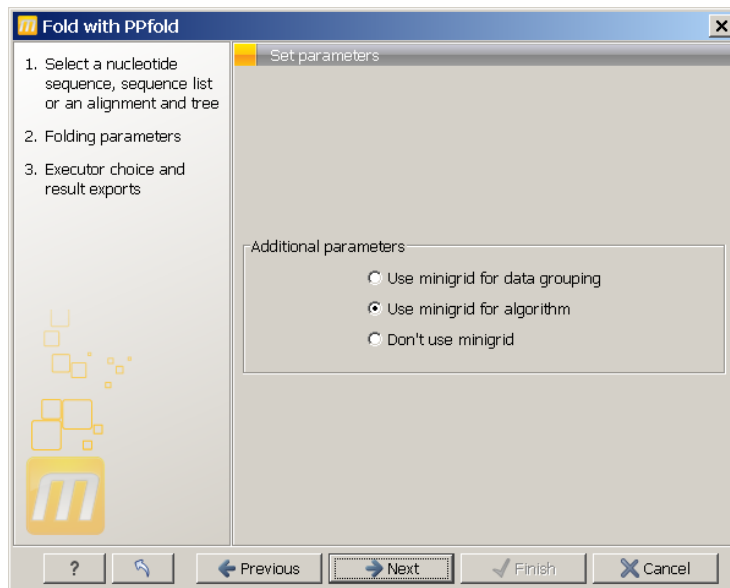 Fold with PPfold
1. Select a nucleotide
sequence, sequence list
or an alignment and tree
2. Folding parameters
3. Executor choice and
result exports
Set parameters
Additional parameters
Use minigrid for data grouping
Use minigrid for algorithm
Don't use minigrid
m
? Previous Next Finish Cancel